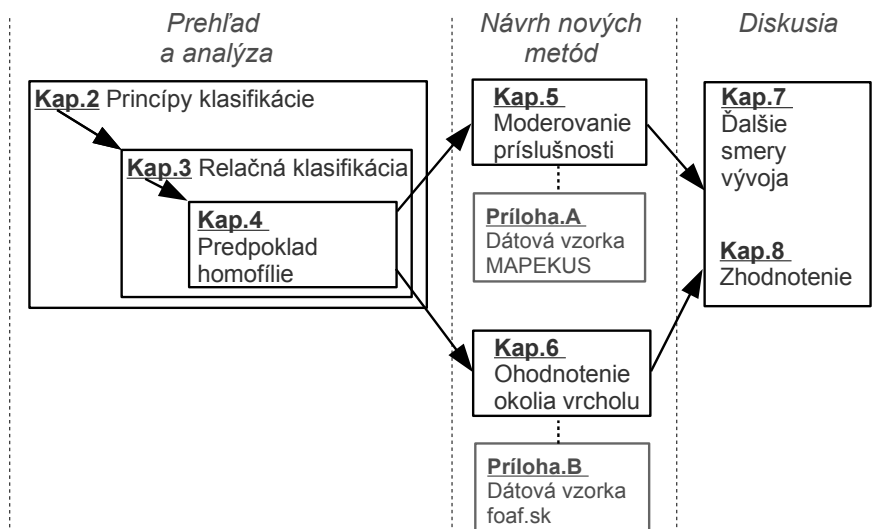 Prehľad
a analýza
Kap.2 Princípy klasifikácie
Kap.3 Relačná klasifikácia
Kap.4
Predpoklad
homofílie
Návrh nových
metód
Kap.5
Moderovanie
príslušnosti
Príloha.A
Dátová vzorka
MAPEKUS
Kap.6
Ohodnotenie
okolia vrcholu
Príloha.B
Dátová vzorka
foaf.sk
Diskusia
Kap.7
Ďalšie
smery
vývoja
Kap.8
Zhodnotenie